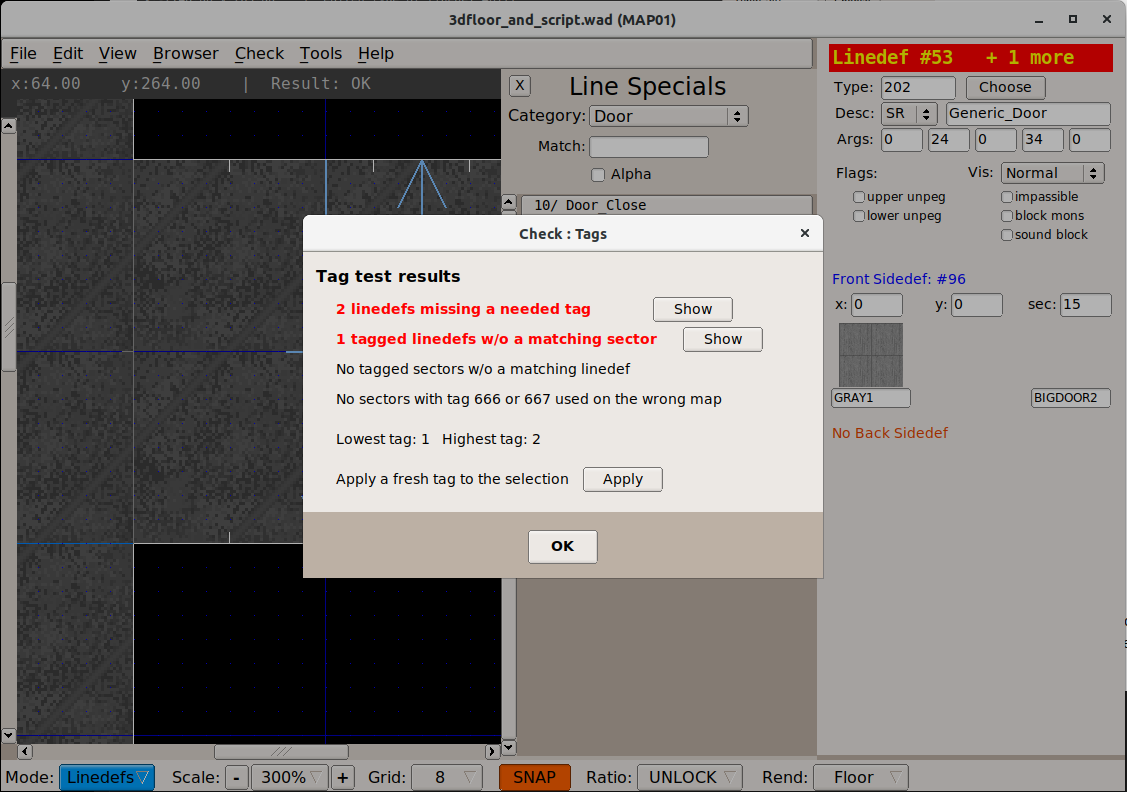 3dfloor_and_script.wad (MAP01)
File Edit View Browser Check Tools Help
x:64.00 y:264.00 | Result: OK
X Line Specials
Category: Door
Match:
Alpha
10/ Door_Close
Linedef #53 + 1 more
Type: 202 Choose
Desc: SR Generic_Door
Args: 0 24 0 34 0
Flags: Vis: Normal
upper unpeg impassible
lower unpeg block mons
sound block
Front Sidedef: #96
x: 0 y: 0 sec: 15
GRAY1 BIGDOOR2
No Back Sidedef
Check : Tags
Tag test results
2 linedefs missing a needed tag Show
1 tagged linedefs w/o a matching sector Show
No tagged sectors w/o a matching linedef
No sectors with tag 666 or 667 used on the wrong map
Lowest tag: 1 Highest tag: 2
Apply a fresh tag to the selection Apply
OK
Mode: Linedefs Scale: - 300% + Grid: 8 SNAP Ratio: UNLOCK Rend: Floor